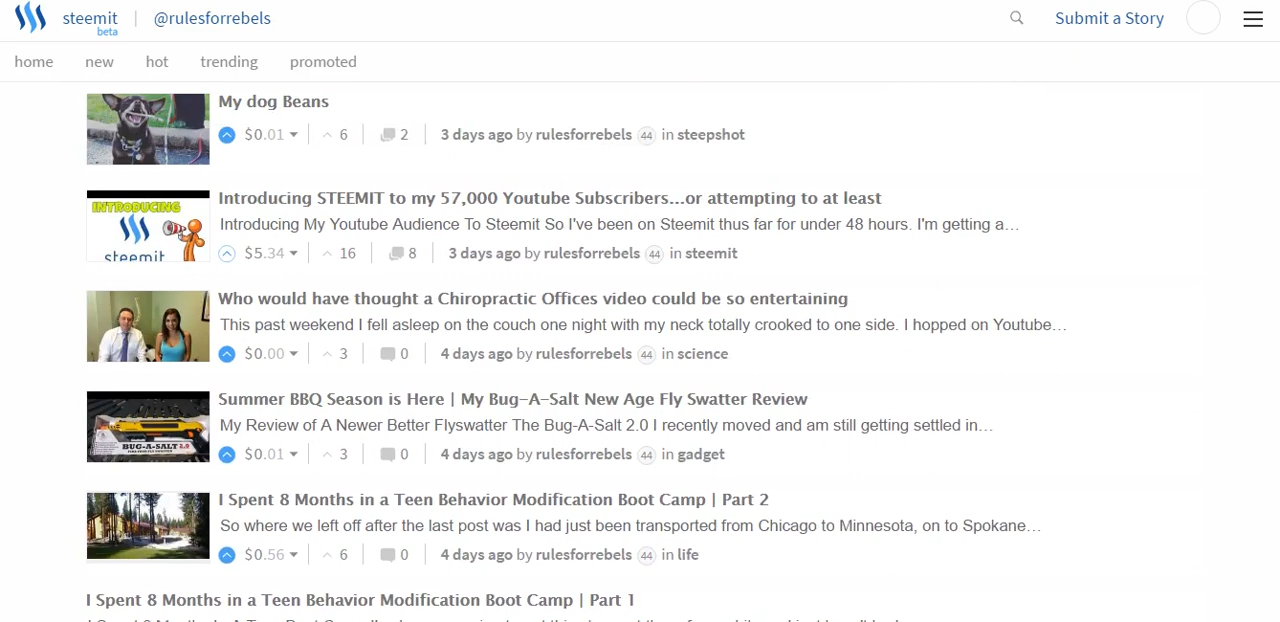 steemit
beta
@rulesforrebels
Submit a Story
home new hot trending promoted
My dog Beans
$0.01 6 2 3 days ago by rulesforrebels 44 in steepshot
INTRODUCING
steemit
Introducing STEEMIT to my 57,000 Youtube Subscribers...or attempting to at least
Introducing My Youtube Audience To Steemit So I've been on Steemit thus far for under 48 hours. I'm getting a…
$5.34 16 8 3 days ago by rulesforrebels 44 in steemit
Who would have thought a Chiropractic Offices video could be so entertaining
This past weekend I fell asleep on the couch one night with my neck totally crooked to one side. I hopped on Youtube…
$0.00 3 0 4 days ago by rulesforrebels 44 in science
BUG-A-SALT 2.0
Summer BBQ Season is Here | My Bug-A-Salt New Age Fly Swatter Review
My Review of A Newer Better Flyswatter The Bug-A-Salt 2.0 I recently moved and am still getting settled in…
$0.01 3 0 4 days ago by rulesforrebels 44 in gadget
I Spent 8 Months in a Teen Behavior Modification Boot Camp | Part 2
So where we left off after the last post was I had just been transported from Chicago to Minnesota, on to Spokane…
$0.56 6 0 4 days ago by rulesforrebels 44 in life
I Spent 8 Months in a Teen Behavior Modification Boot Camp | Part 1